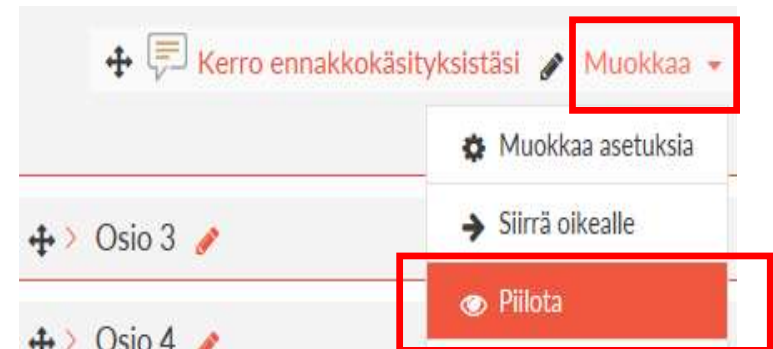 Kerro ennakkokäsityksistäsi Muokkaa
Muokkaa asetuksia
Siirrä oikealle
Osio 3
Piilota
Osio 4